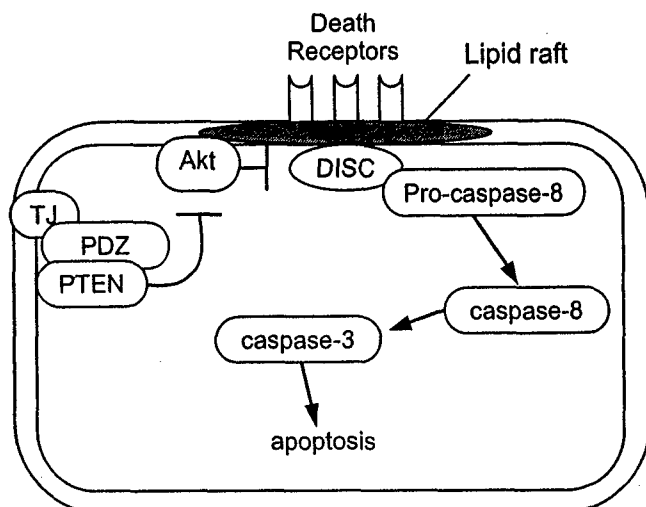 Death
Receptors
Lipid raft
Akt
DISC
Pro-caspase-8
TJ
PDZ
PTEN
caspase-8
caspase-3
apoptosis